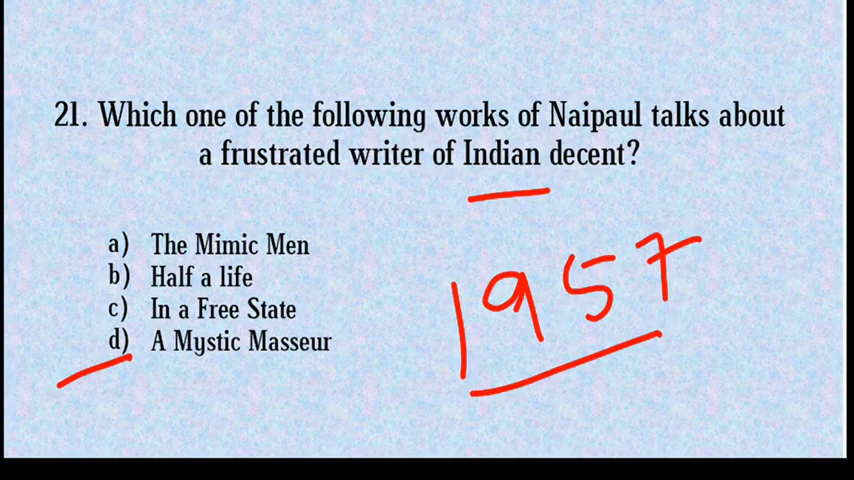 21. Which one of the following works of Naipaul talks about
a frustrated writer of Indian decent?
a) The Mimic Men
b) Half a life
c) In a Free State
d) A Mystic Masseur
1957